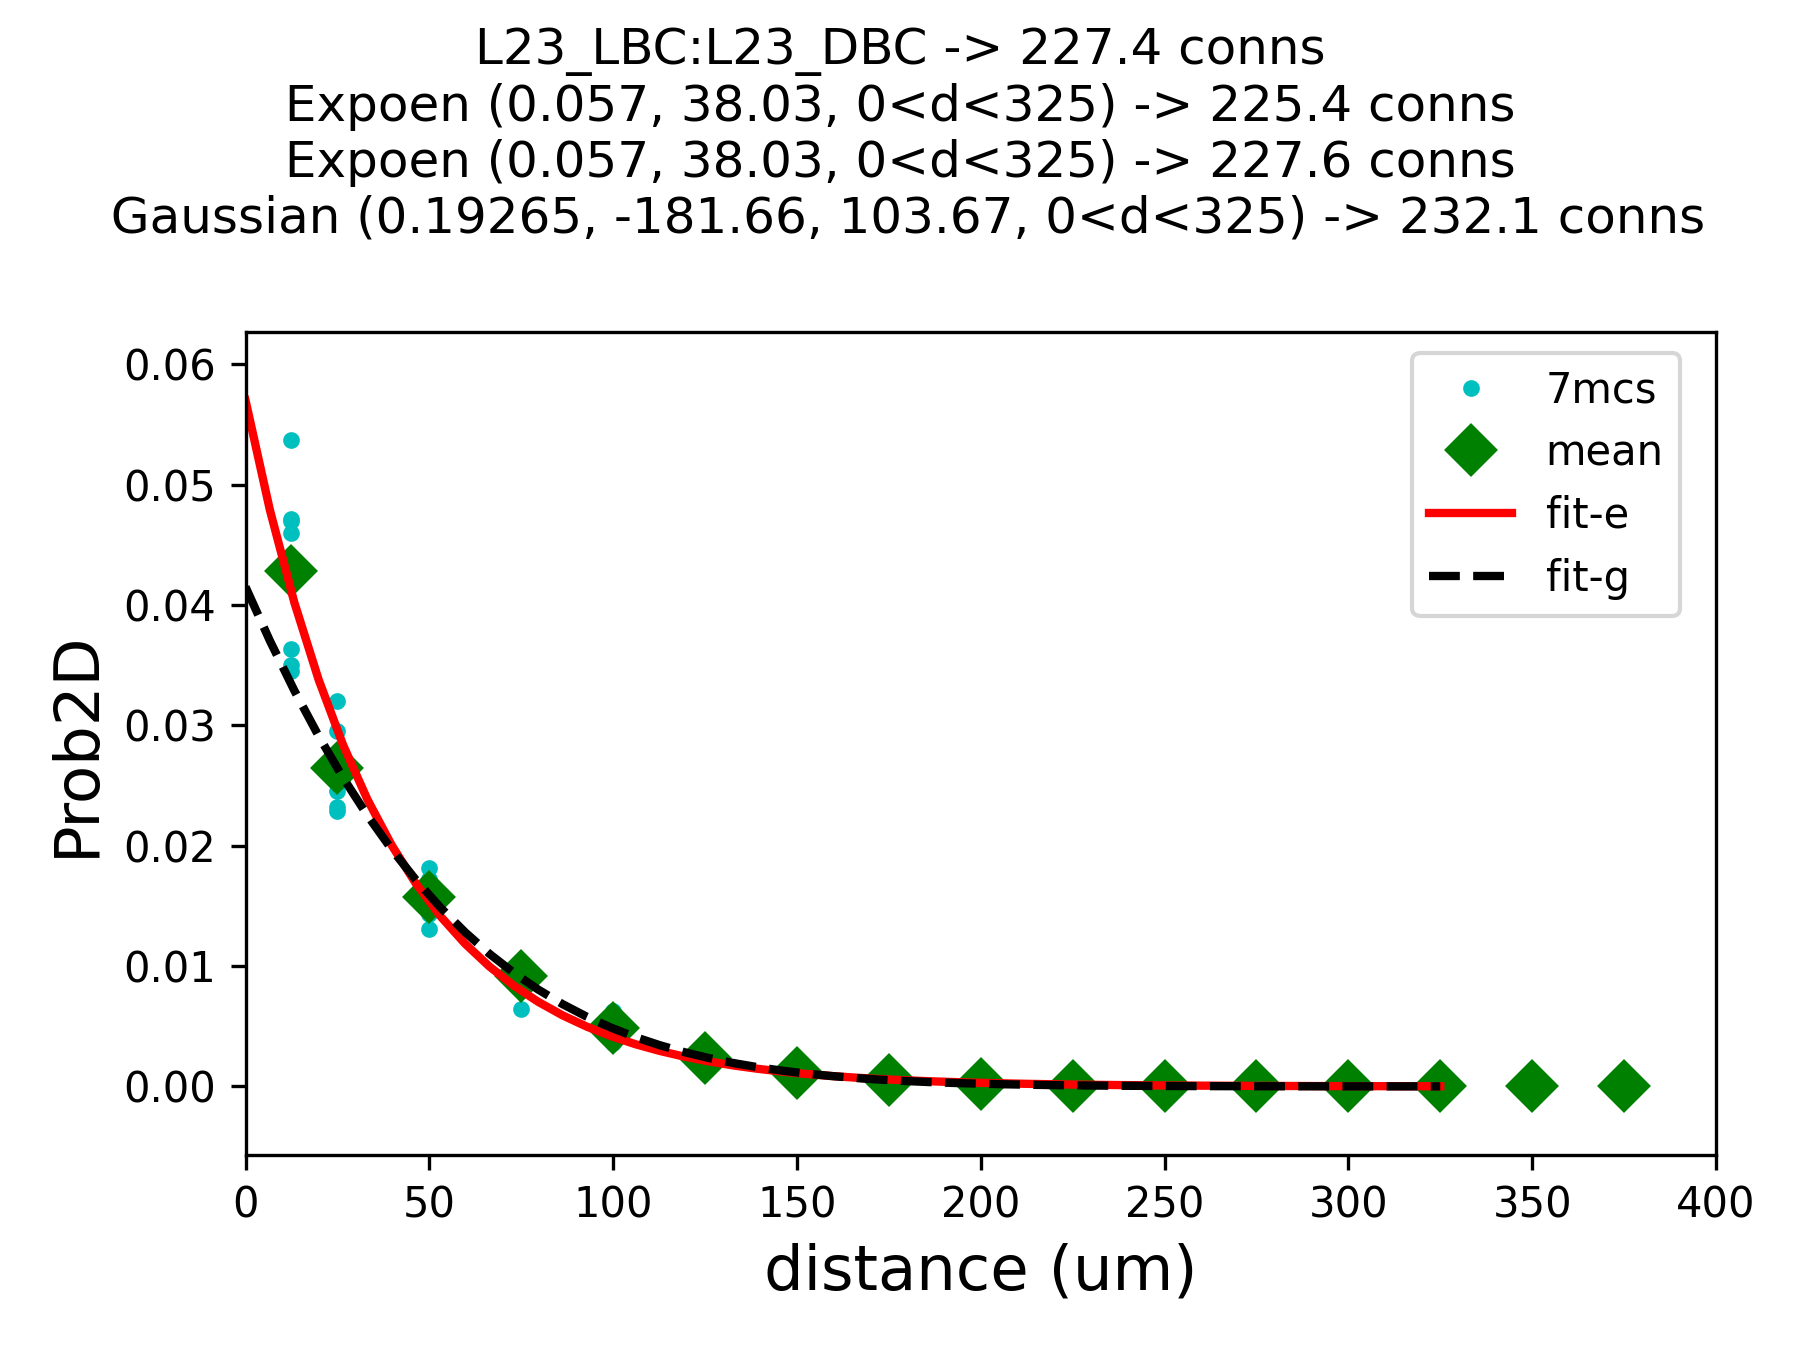 L23_LBC:L23_DBC -> 227.4 conns
Expoen (0.057, 38.03, 0<d<325) -> 225.4 conns
Expoen (0.057, 38.03, 0<d<325) -> 227.6 conns
Gaussian (0.19265, -181.66, 103.67, 0<d<325) -> 232.1 conns
0.06
0.05
0.04
0.03
0.02
0.01
0.00
Prob2D
7mcs
mean
fit-e
fit-g
0 50 100 150 200 250 300 350 400
distance (um)